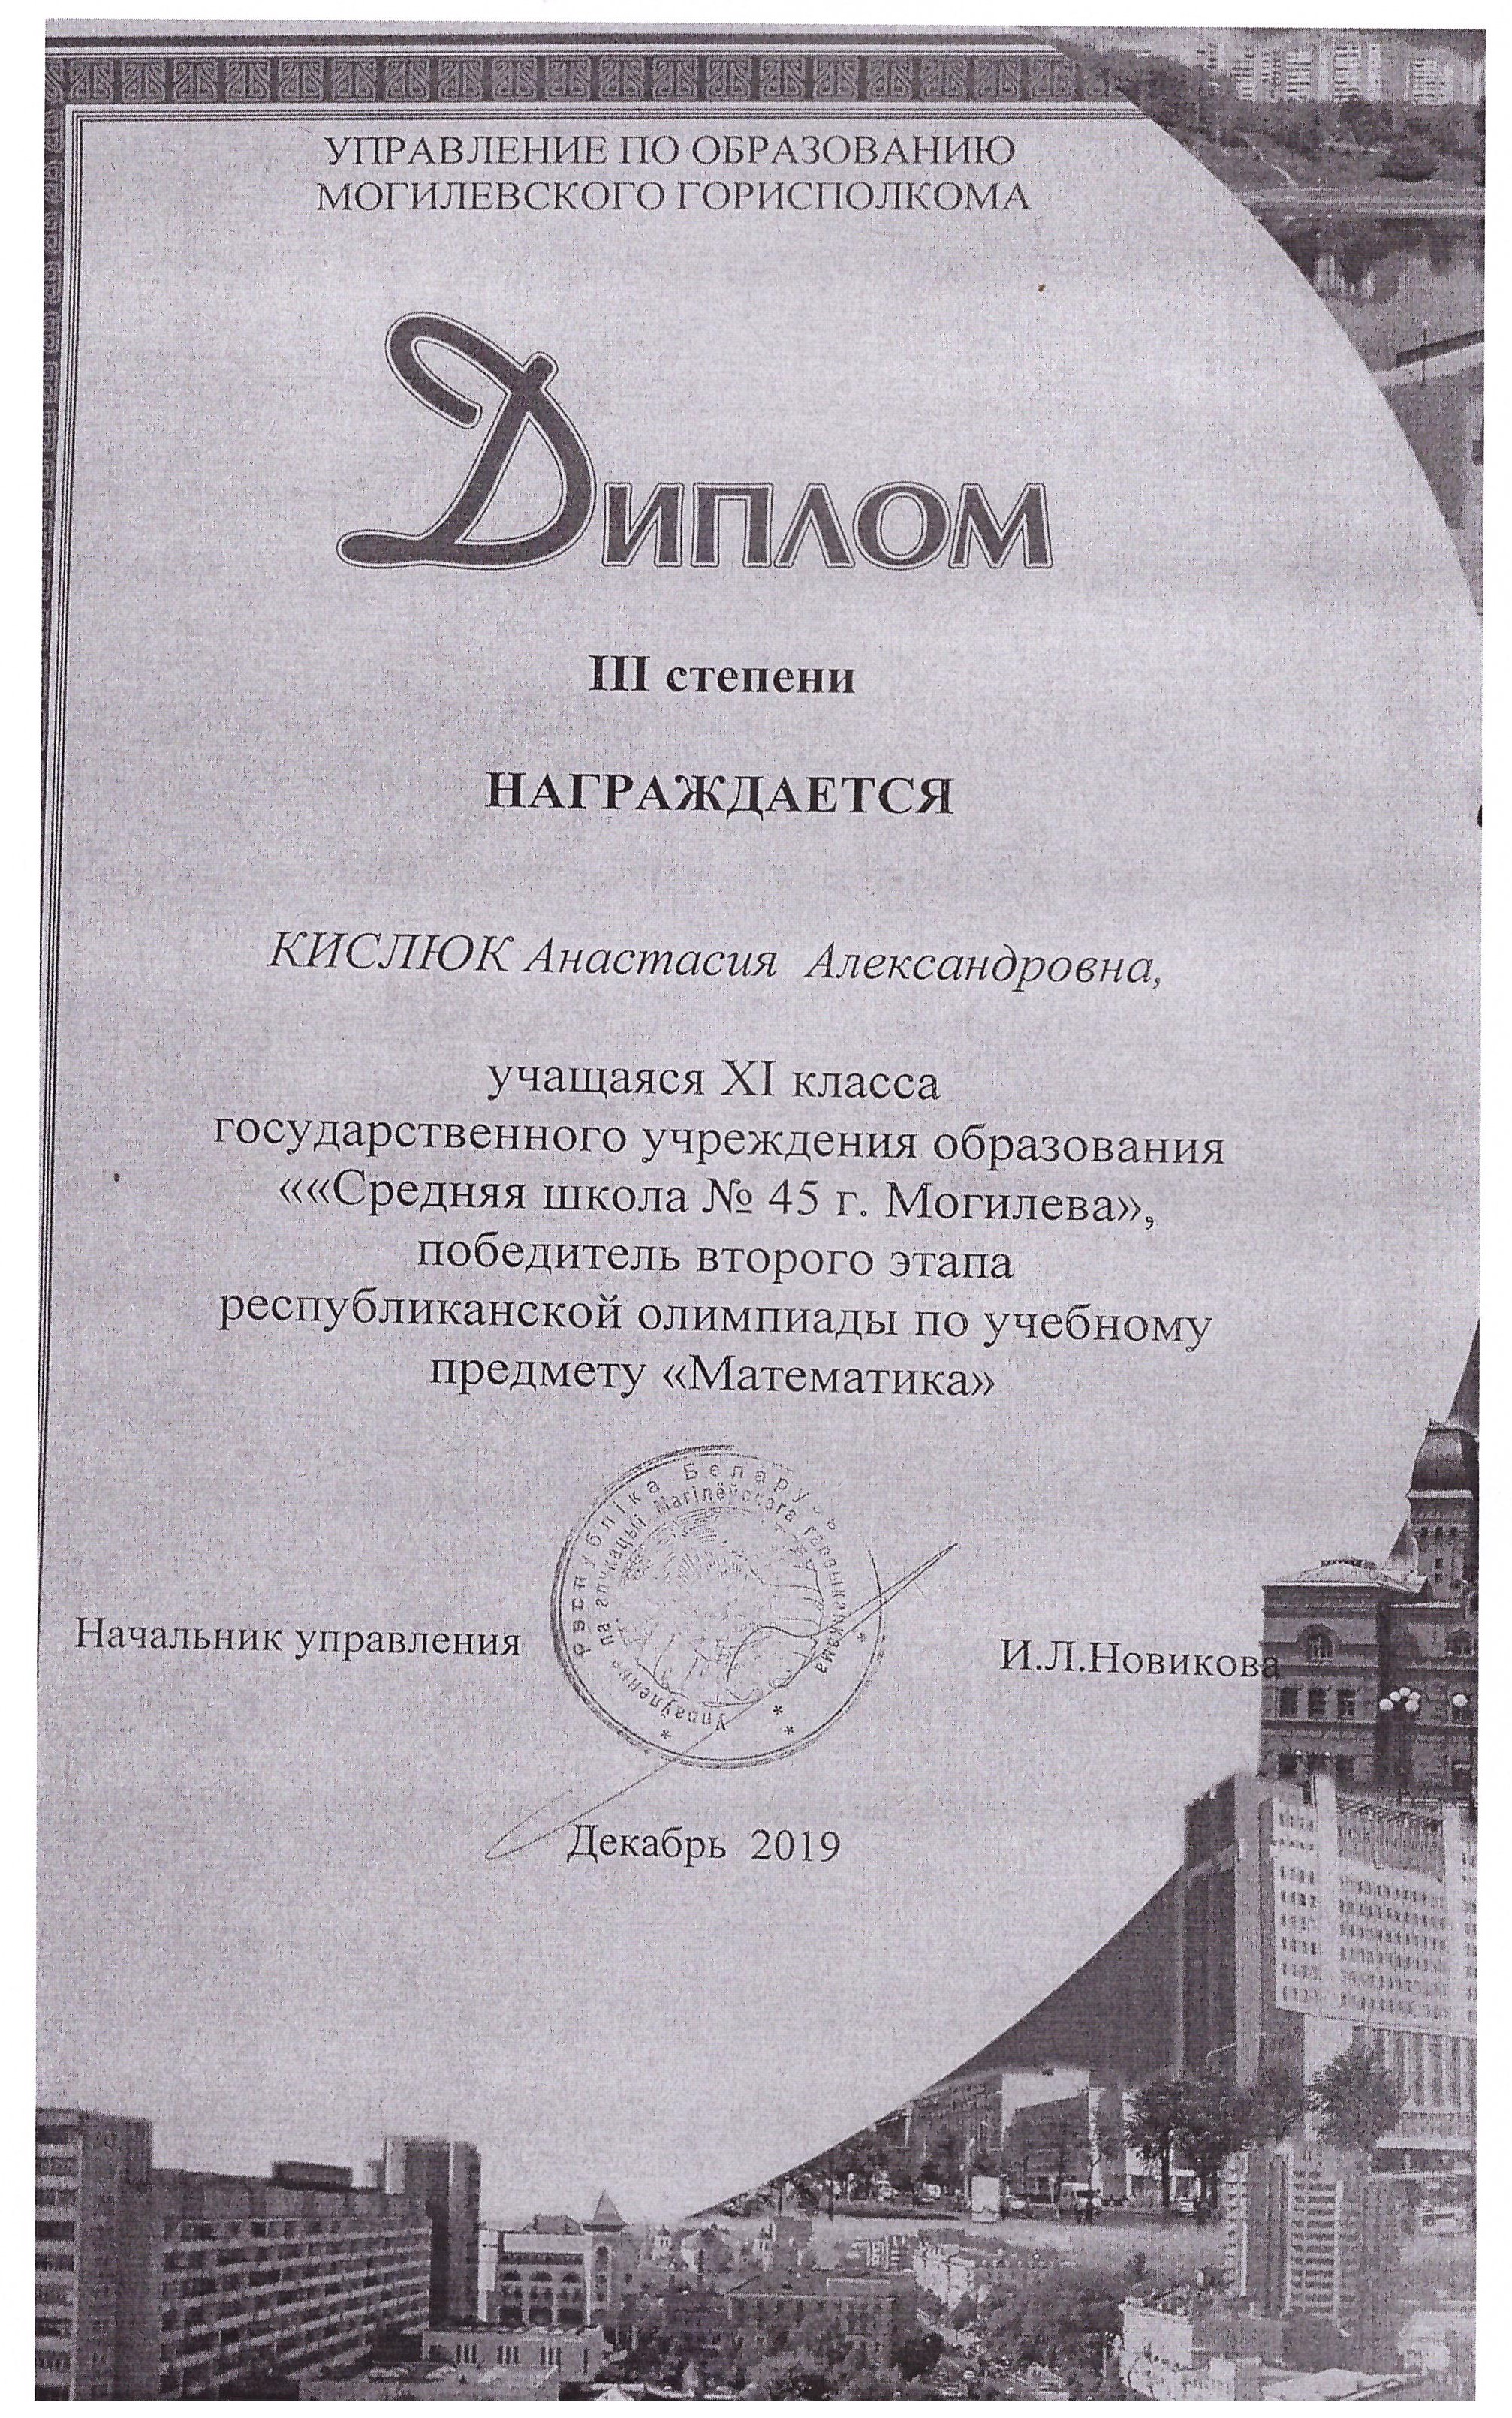 УПРАВЛЕНИЕ ПО ОБРАЗОВАНИЮ
МОГИЛЕВСКОГО ГОРИСПОЛКОМА
ДИПЛОМ
III степени
НАГРАЖДАЕТСЯ
КИСЛЮК Анастасия Александровна,
учащаяся XI класса
государственного учреждения образования
««Средняя школа № 45 г. Могилева»,
победитель второго этапа
республиканской олимпиады по учебному
предмету «Математика»
Рэспубліка Беларусь
Упраўленне па адукацыі Магілёўскага гарвыканкама
Начальник управления
И.Л.Новикова
Декабрь 2019